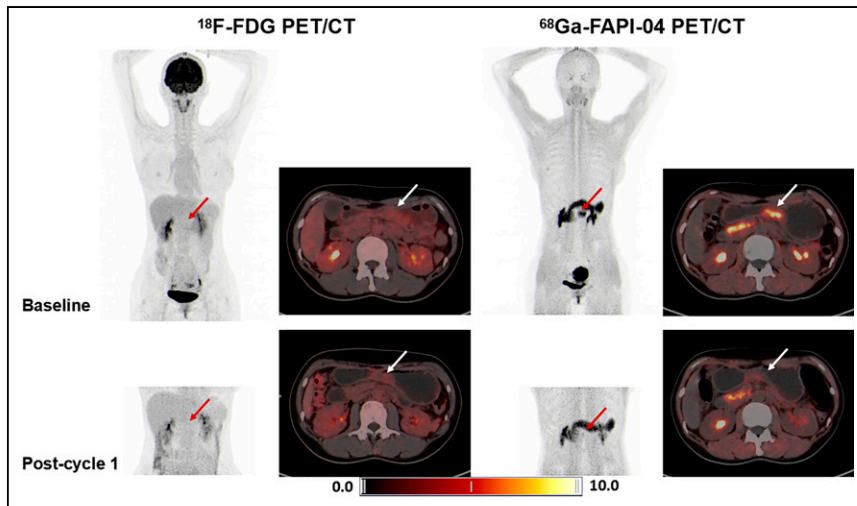 ¹⁸F-FDG PET/CT
⁶⁸Ga-FAPI-04 PET/CT
Baseline
Post-cycle 1
0.0
10.0